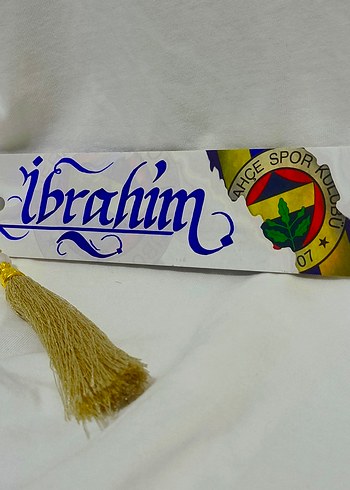 İbrahim
AHÇE SPOR KULÜBÜ
07